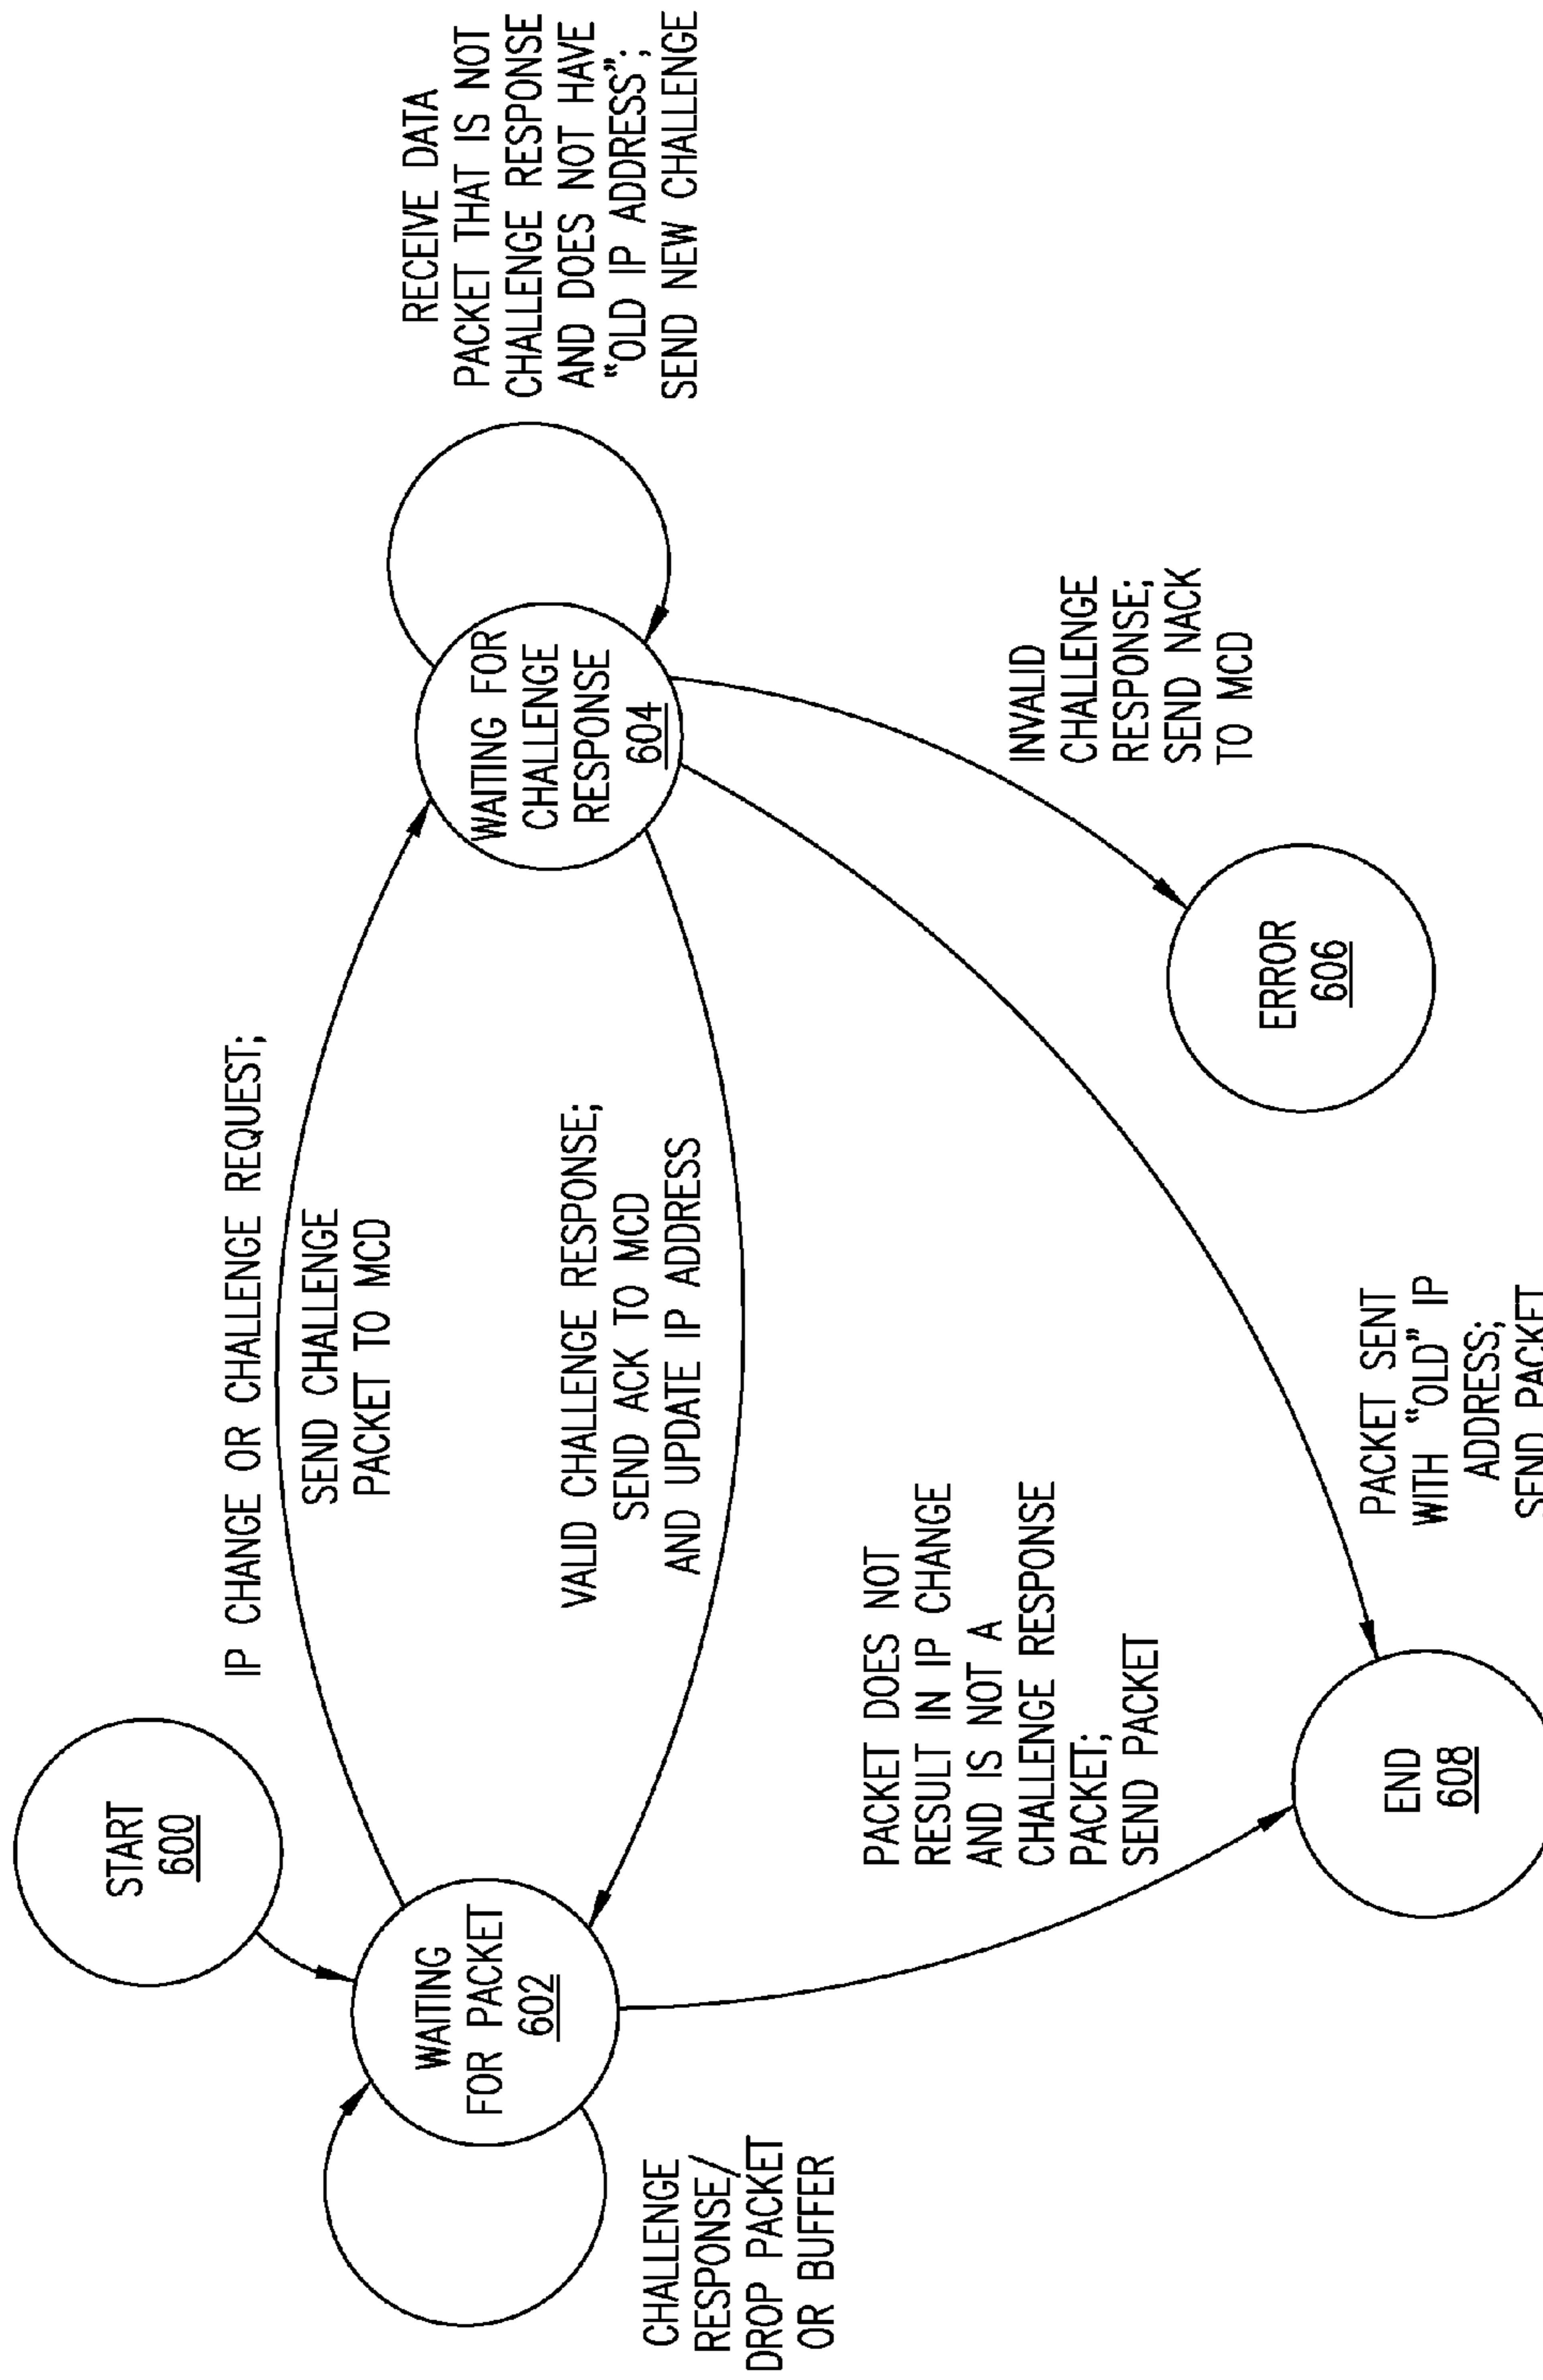 START
600
IP CHANGE OR CHALLENGE REQUEST;
SEND CHALLENGE
PACKET TO MCD
RECEIVE DATA
PACKET THAT IS NOT
CHALLENGE RESPONSE
AND DOES NOT HAVE
“OLD IP ADDRESS”;
SEND NEW CHALLENGE
WAITING
FOR PACKET
602
WAITING FOR
CHALLENGE
RESPONSE
604
VALID CHALLENGE RESPONSE;
SEND ACK TO MCD
AND UPDATE IP ADDRESS
CHALLENGE
RESPONSE/
DROP PACKET
OR BUFFER
PACKET DOES NOT
RESULT IN IP CHANGE
AND IS NOT A
CHALLENGE RESPONSE
PACKET;
SEND PACKET
INVALID
CHALLENGE
RESPONSE;
SEND NACK
TO MCD
ERROR
606
END
608
PACKET SENT
WITH “OLD” IP
ADDRESS;
SEND PACKET